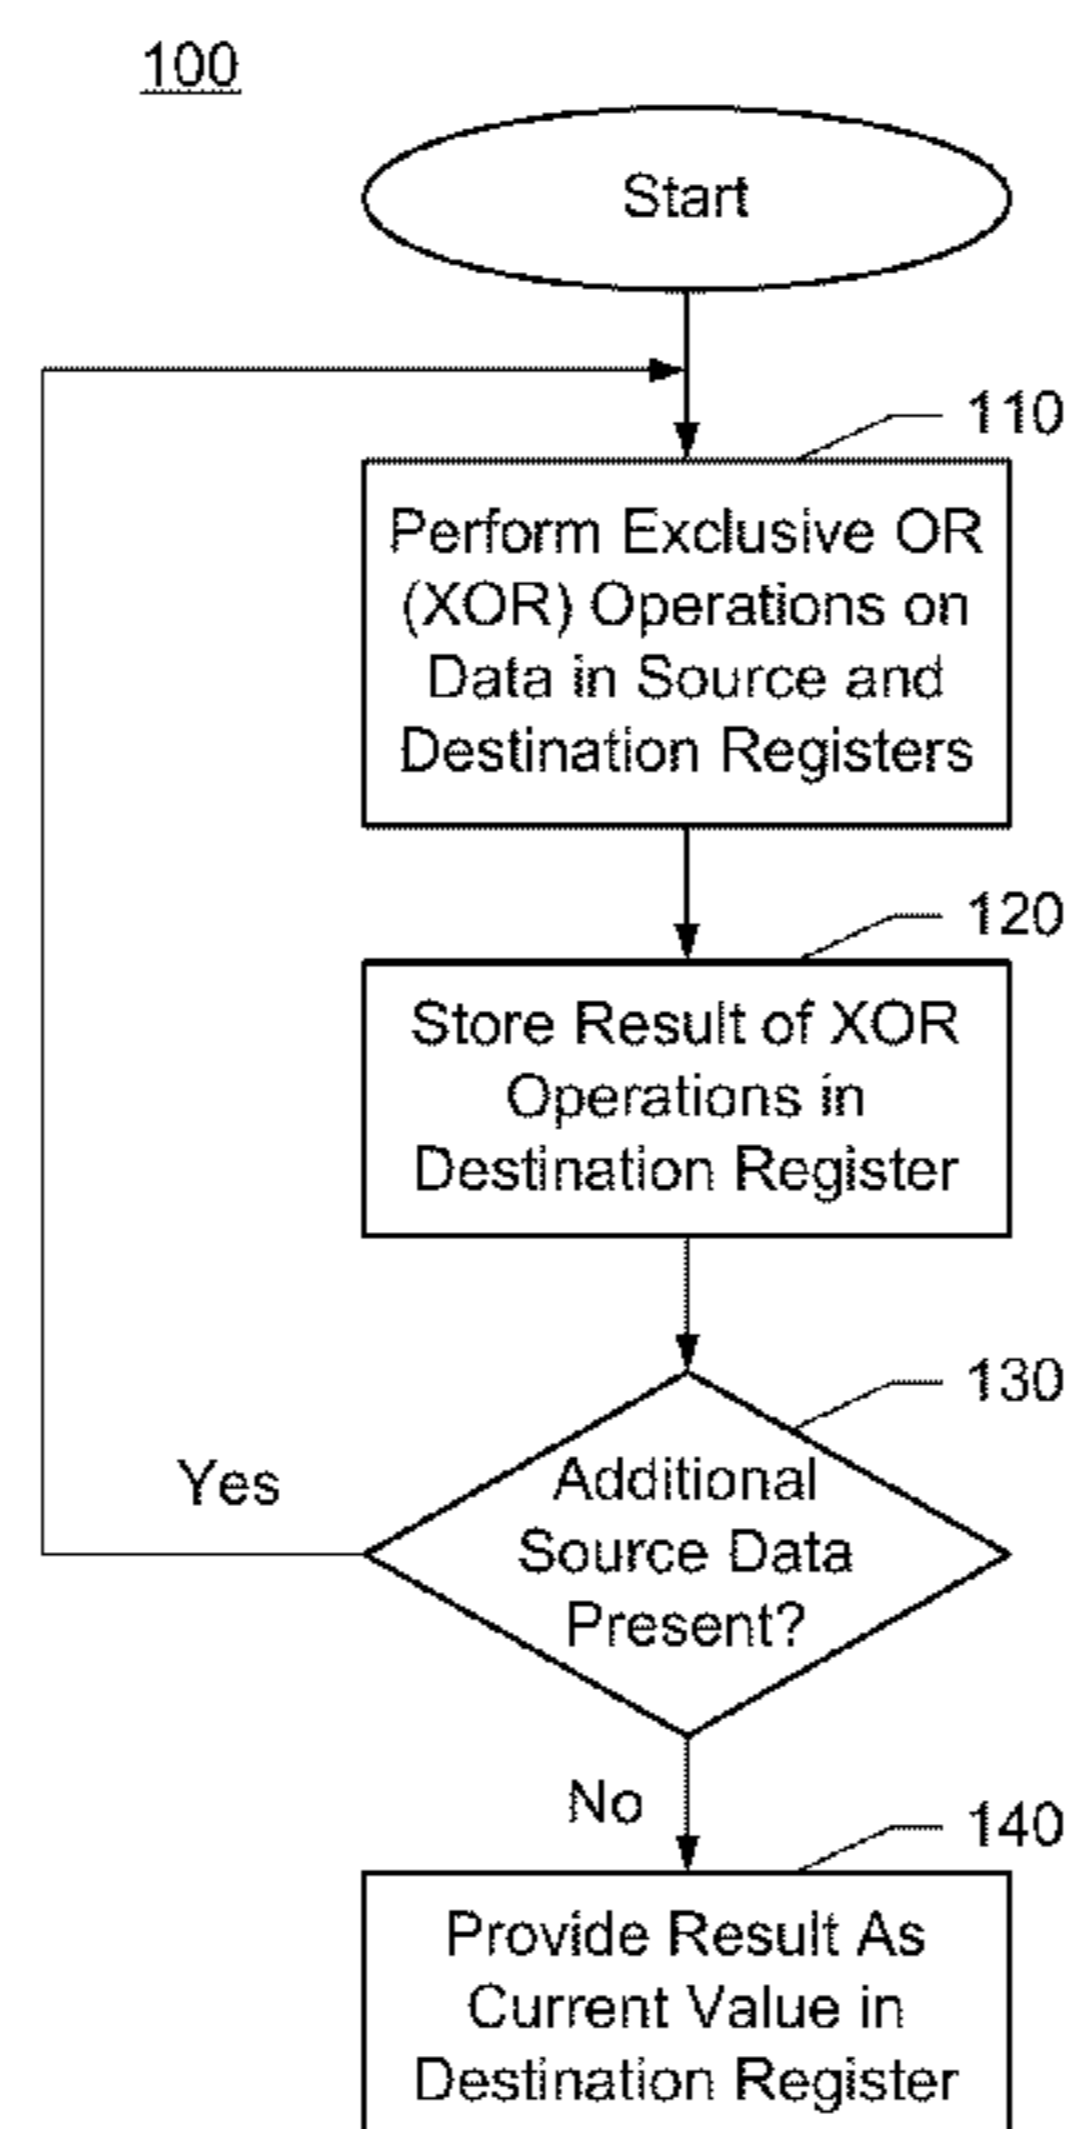 100
Start
110
Perform Exclusive OR
(XOR) Operations on
Data in Source and
Destination Registers
120
Store Result of XOR
Operations in
Destination Register
130
Additional
Source Data
Present?
Yes
No
140
Provide Result As
Current Value in
Destination Register